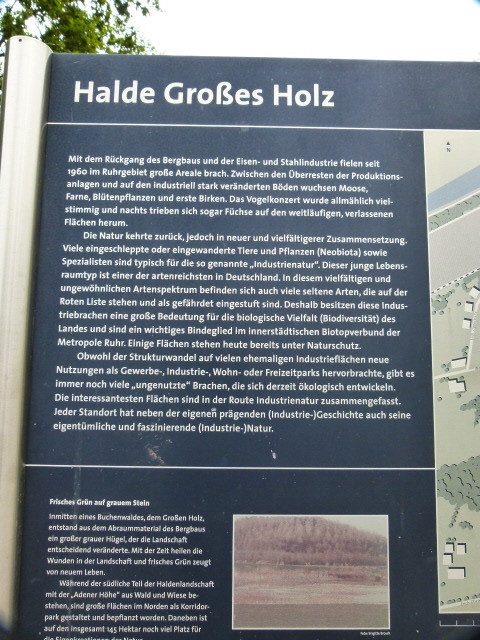 Halde Großes Holz
N
Mit dem Rückgang des Bergbaus und der Eisen- und Stahlindustrie fielen seit
1960 im Ruhrgebiet große Areale brach. Zwischen den Überresten der Produktions-
anlagen und auf den industriell stark veränderten Böden wuchsen Moose,
Farne, Blütenpflanzen und erste Birken. Das Vogelkonzert wurde allmählich viel-
stimmig und nachts trieben sich sogar Füchse auf den weitläufigen, verlassenen
Flächen herum.
Die Natur kehrte zurück, jedoch in neuer und vielfältigerer Zusammensetzung.
Viele eingeschleppte oder eingewanderte Tiere und Pflanzen (Neobiota) sowie
Spezialisten sind typisch für die so genannte „Industrienatur“. Dieser junge Lebens-
raumtyp ist einer der artenreichsten in Deutschland. In diesem vielfältigen und
ungewöhnlichen Artenspektrum befinden sich auch viele seltene Arten, die auf der
Roten Liste stehen und als gefährdet eingestuft sind. Deshalb besitzen diese Indus-
triebrachen eine große Bedeutung für die biologische Vielfalt (Biodiversität) des
Landes und sind ein wichtiges Bindeglied im innerstädtischen Biotopverbund der
Metropole Ruhr. Einige Flächen stehen heute bereits unter Naturschutz.
Obwohl der Strukturwandel auf vielen ehemaligen Industrieflächen neue
Nutzungen als Gewerbe-, Industrie-, Wohn- oder Freizeitparks hervorbrachte, gibt es
immer noch viele „ungenutzte“ Brachen, die sich derzeit ökologisch entwickeln.
Die interessantesten Flächen sind in der Route Industrienatur zusammengefasst.
Jeder Standort hat neben der eigenen prägenden (Industrie-)Geschichte auch seine
eigentümliche und faszinierende (Industrie-)Natur.
Frisches Grün auf grauem Stein
Inmitten eines Buchenwaldes, dem Großen Holz,
entstand aus dem Abraummaterial des Bergbaus
ein großer grauer Hügel, der die Landschaft
entscheidend veränderte. Mit der Zeit heilen die
Wunden in der Landschaft und frisches Grün zeugt
von neuem Leben.
Während der südliche Teil der Haldenlandschaft
mit der „Adener Höhe“ aus Wald und Wiese be-
stehen, sind große Flächen im Norden als Korridor-
park gestaltet und bepflanzt worden. Daneben ist
auf den insgesamt 145 Hektar noch viel Platz für
die Eigenkreationen der Natur.